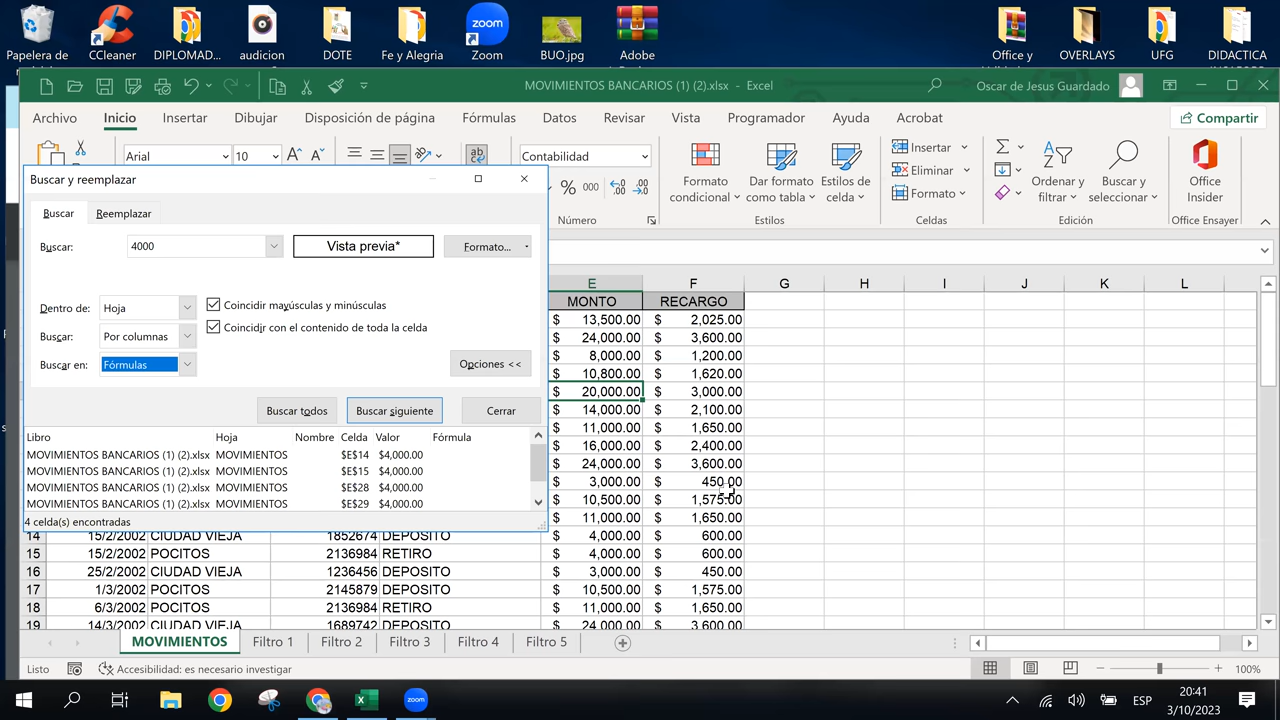 Papelera de
CCleaner
DIPLOMAD...
audicion
DOTE
Fe y Alegria
zoom
Zoom
BUO.jpg
Adobe
Office y
OVERLAYS
UFG
DIDACTICA
MOVIMIENTOS BANCARIOS (1) (2).xlsx - Excel
Oscar de Jesus Guardado
Archivo Inicio Insertar Dibujar Disposición de página Fórmulas Datos Revisar Vista Programador Ayuda Acrobat Compartir
Arial 10 Contabilidad
% 000
Formato condicional
Dar formato como tabla
Estilos de celda
Estilos
Número
Insertar
Eliminar
Formato
Celdas
Ordenar y filtrar
Buscar y seleccionar
Edición
Office Insider
Office Ensayer
Buscar y reemplazar
Buscar Reemplazar
Buscar: 4000 Vista previa* Formato...
Dentro de: Hoja Coincidir mayúsculas y minúsculas
Buscar: Por columnas Coincidir con el contenido de toda la celda
Buscar en: Fórmulas Opciones <<
Buscar todos Buscar siguiente Cerrar
Libro Hoja Nombre Celda Valor Fórmula
MOVIMIENTOS BANCARIOS (1) (2).xlsx MOVIMIENTOS $E$14 $4,000.00
MOVIMIENTOS BANCARIOS (1) (2).xlsx MOVIMIENTOS $E$15 $4,000.00
MOVIMIENTOS BANCARIOS (1) (2).xlsx MOVIMIENTOS $E$28 $4,000.00
MOVIMIENTOS BANCARIOS (1) (2).xlsx MOVIMIENTOS $E$29 $4,000.00
4 celda(s) encontradas
E F G H I J K L
MONTO RECARGO
$ 13,500.00 $ 2,025.00
$ 24,000.00 $ 3,600.00
$ 8,000.00 $ 1,200.00
$ 10,800.00 $ 1,620.00
$ 20,000.00 $ 3,000.00
$ 14,000.00 $ 2,100.00
$ 11,000.00 $ 1,650.00
$ 16,000.00 $ 2,400.00
$ 24,000.00 $ 3,600.00
$ 3,000.00 $ 450.00
$ 10,500.00 $ 1,575.00
$ 11,000.00 $ 1,650.00
14 15/2/2002 CIUDAD VIEJA 1852674 DEPOSITO $ 4,000.00 $ 600.00
15 15/2/2002 POCITOS 2136984 RETIRO $ 4,000.00 $ 600.00
16 25/2/2002 CIUDAD VIEJA 1236456 DEPOSITO $ 3,000.00 $ 450.00
17 1/3/2002 POCITOS 2145879 RETIRO $ 10,500.00 $ 1,575.00
18 6/3/2002 POCITOS 2136984 RETIRO $ 11,000.00 $ 1,650.00
19 14/3/2002 CIUDAD VIEJA 1689742 DEPOSITO $ 24,000.00 $ 3,600.00
MOVIMIENTOS Filtro 1 Filtro 2 Filtro 3 Filtro 4 Filtro 5
Listo Accesibilidad: es necesario investigar 100%
zoom
ESP
20:41
3/10/2023